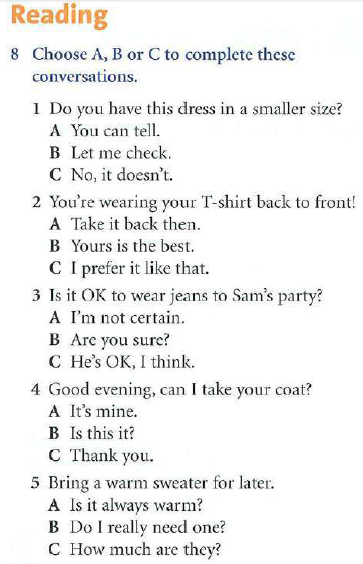 Reading
8 Choose A, B or C to complete these
conversations.
1 Do you have this dress in a smaller size?
A You can tell.
B Let me check.
C No, it doesn't.
2 You're wearing your T-shirt back to front!
A Take it back then.
B Yours is the best.
C I prefer it like that.
3 Is it OK to wear jeans to Sam's party?
A I'm not certain.
B Are you sure?
C He's OK, I think.
4 Good evening, can I take your coat?
A It's mine.
B Is this it?
C Thank you.
5 Bring a warm sweater for later.
A Is it always warm?
B Do I really need one?
C How much are they?